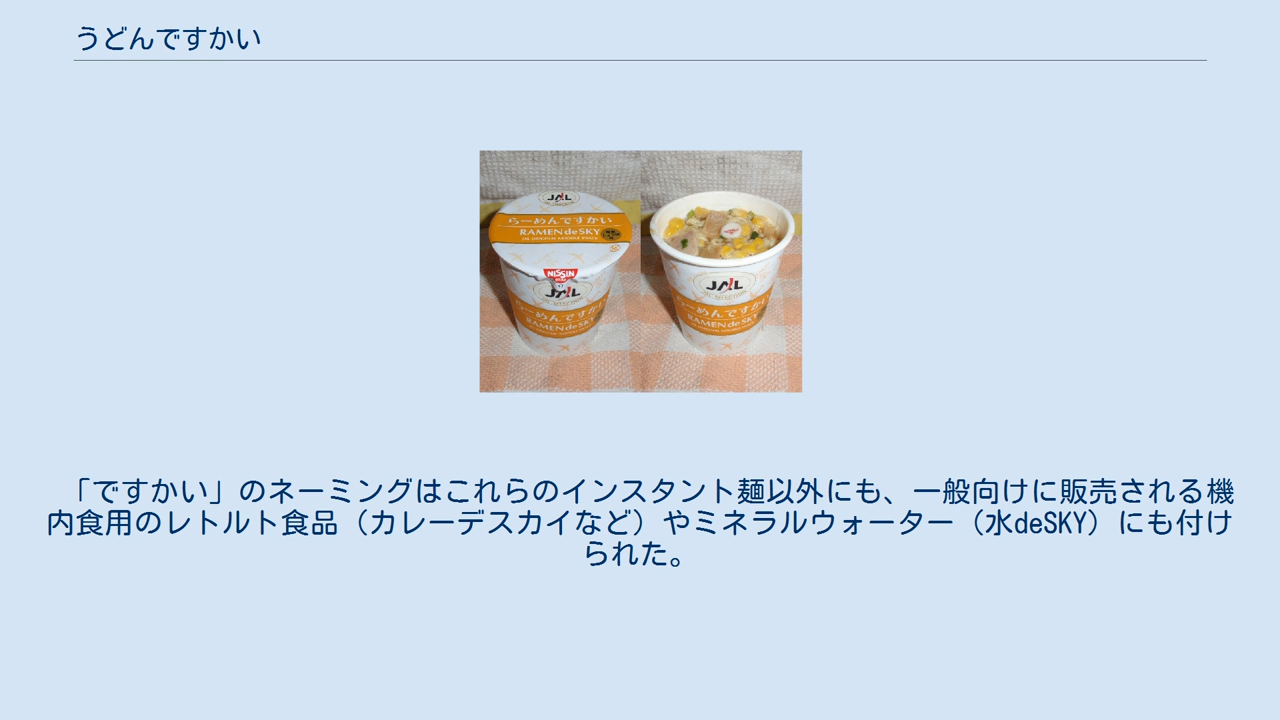 うどんですかい
JAL
らーめんですかい
RAMEN de SKY
NISSIN
JAL
らーめんですかい
RAMEN de SKY
JAL
らーめんですかい
RAMEN de SKY
「ですかい」のネーミングはこれらのインスタント麺以外にも、一般向けに販売される機
内食用のレトルト食品（カレーデスカイなど）やミネラルウォーター（水deSKY）にも付け
られた。